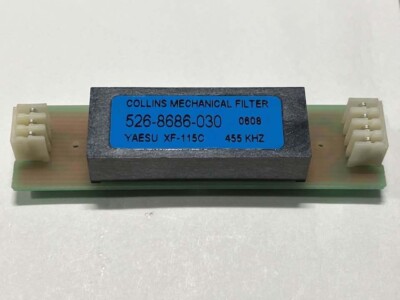 COLLINS MECHANICAL FILTER
526-8686-030 0808
YAESU XF-115C 455 KHZ